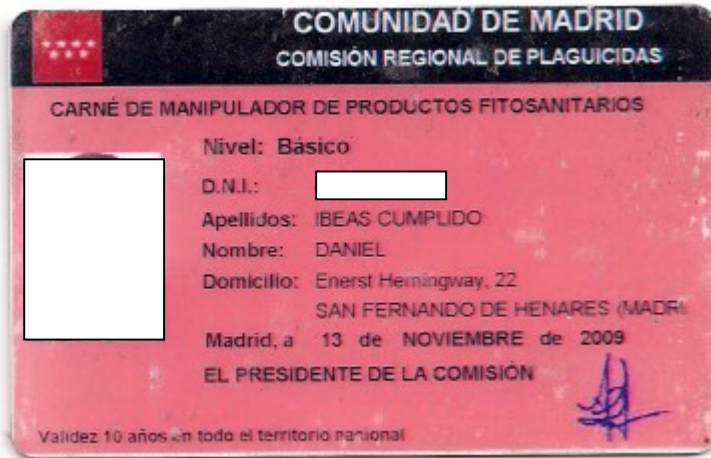 COMUNIDAD DE MADRID
COMISIÓN REGIONAL DE PLAGUICIDAS
CARNÉ DE MANIPULADOR DE PRODUCTOS FITOSANITARIOS
Nivel: Básico
D.N.I.:
Apellidos: IBEAS CUMPLIDO
Nombre: DANIEL
Domicilio: Enerst Hemingway, 22
SAN FERNANDO DE HENARES (MADRI
Madrid, a 13 de NOVIEMBRE de 2009
EL PRESIDENTE DE LA COMISIÓN
Validez 10 años en todo el territorio nacional